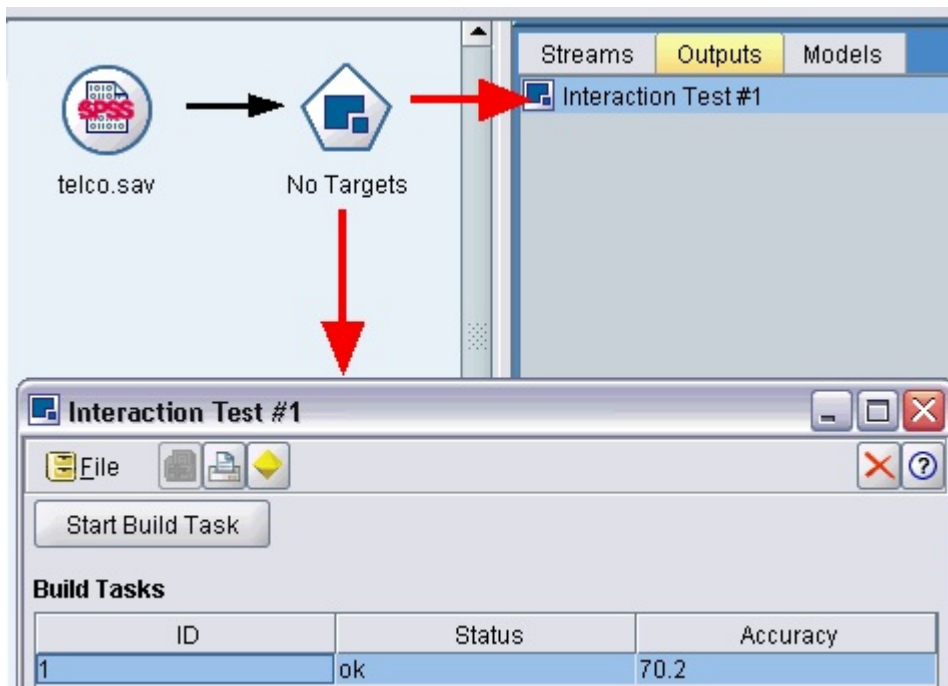 Streams Outputs Models
Interaction Test #1
SPSS
telco.sav
No Targets
Interaction Test #1
File
Start Build Task
Build Tasks
ID Status Accuracy
1 ok 70.2